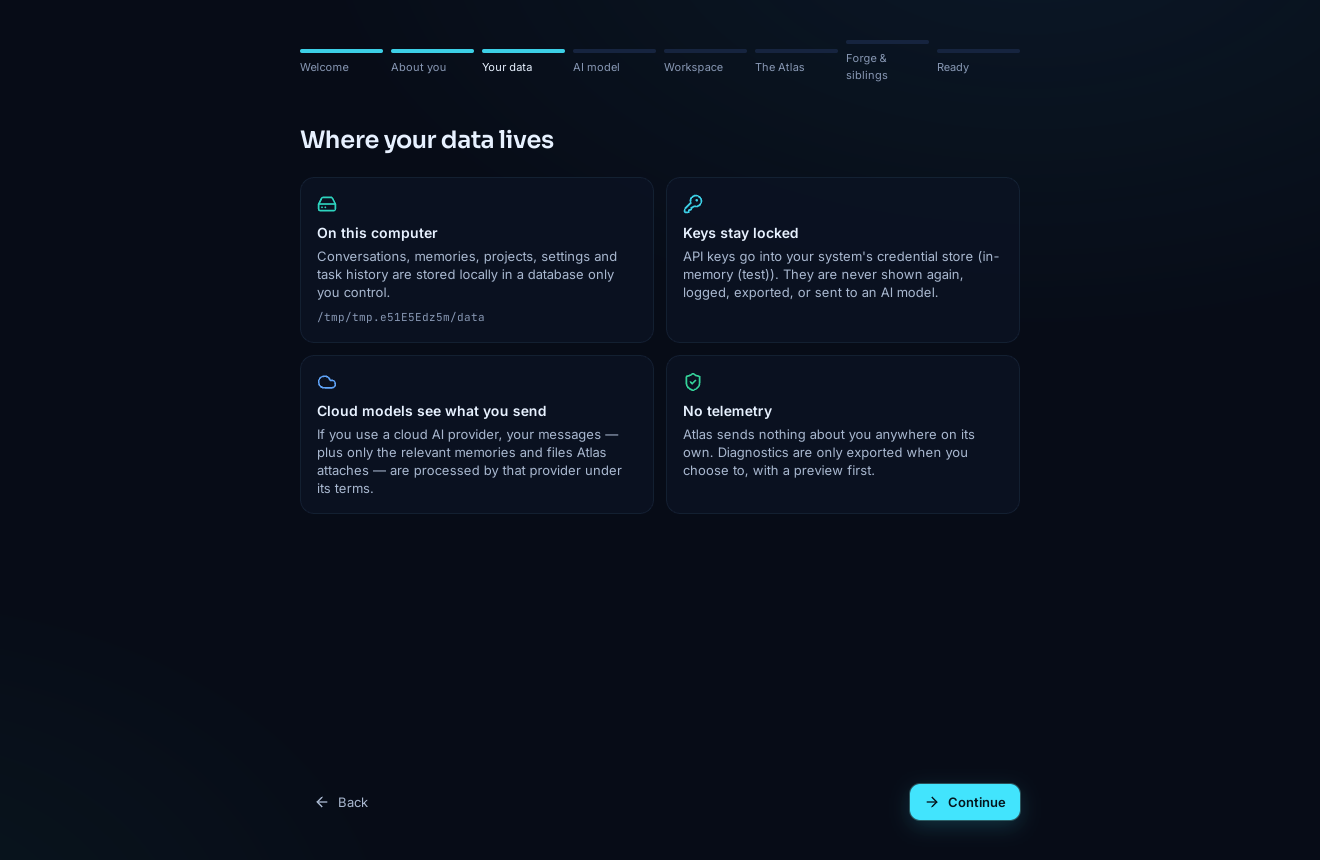 Welcome
About you
Your data
AI model
Workspace
The Atlas
Forge &
siblings
Ready
Where your data lives
On this computer
Conversations, memories, projects, settings and
task history are stored locally in a database only
you control.
/tmp/tmp.e51E5Edz5m/data
Keys stay locked
API keys go into your system's credential store (in-
memory (test)). They are never shown again,
logged, exported, or sent to an AI model.
Cloud models see what you send
If you use a cloud AI provider, your messages —
plus only the relevant memories and files Atlas
attaches — are processed by that provider under
its terms.
No telemetry
Atlas sends nothing about you anywhere on its
own. Diagnostics are only exported when you
choose to, with a preview first.
Back
Continue